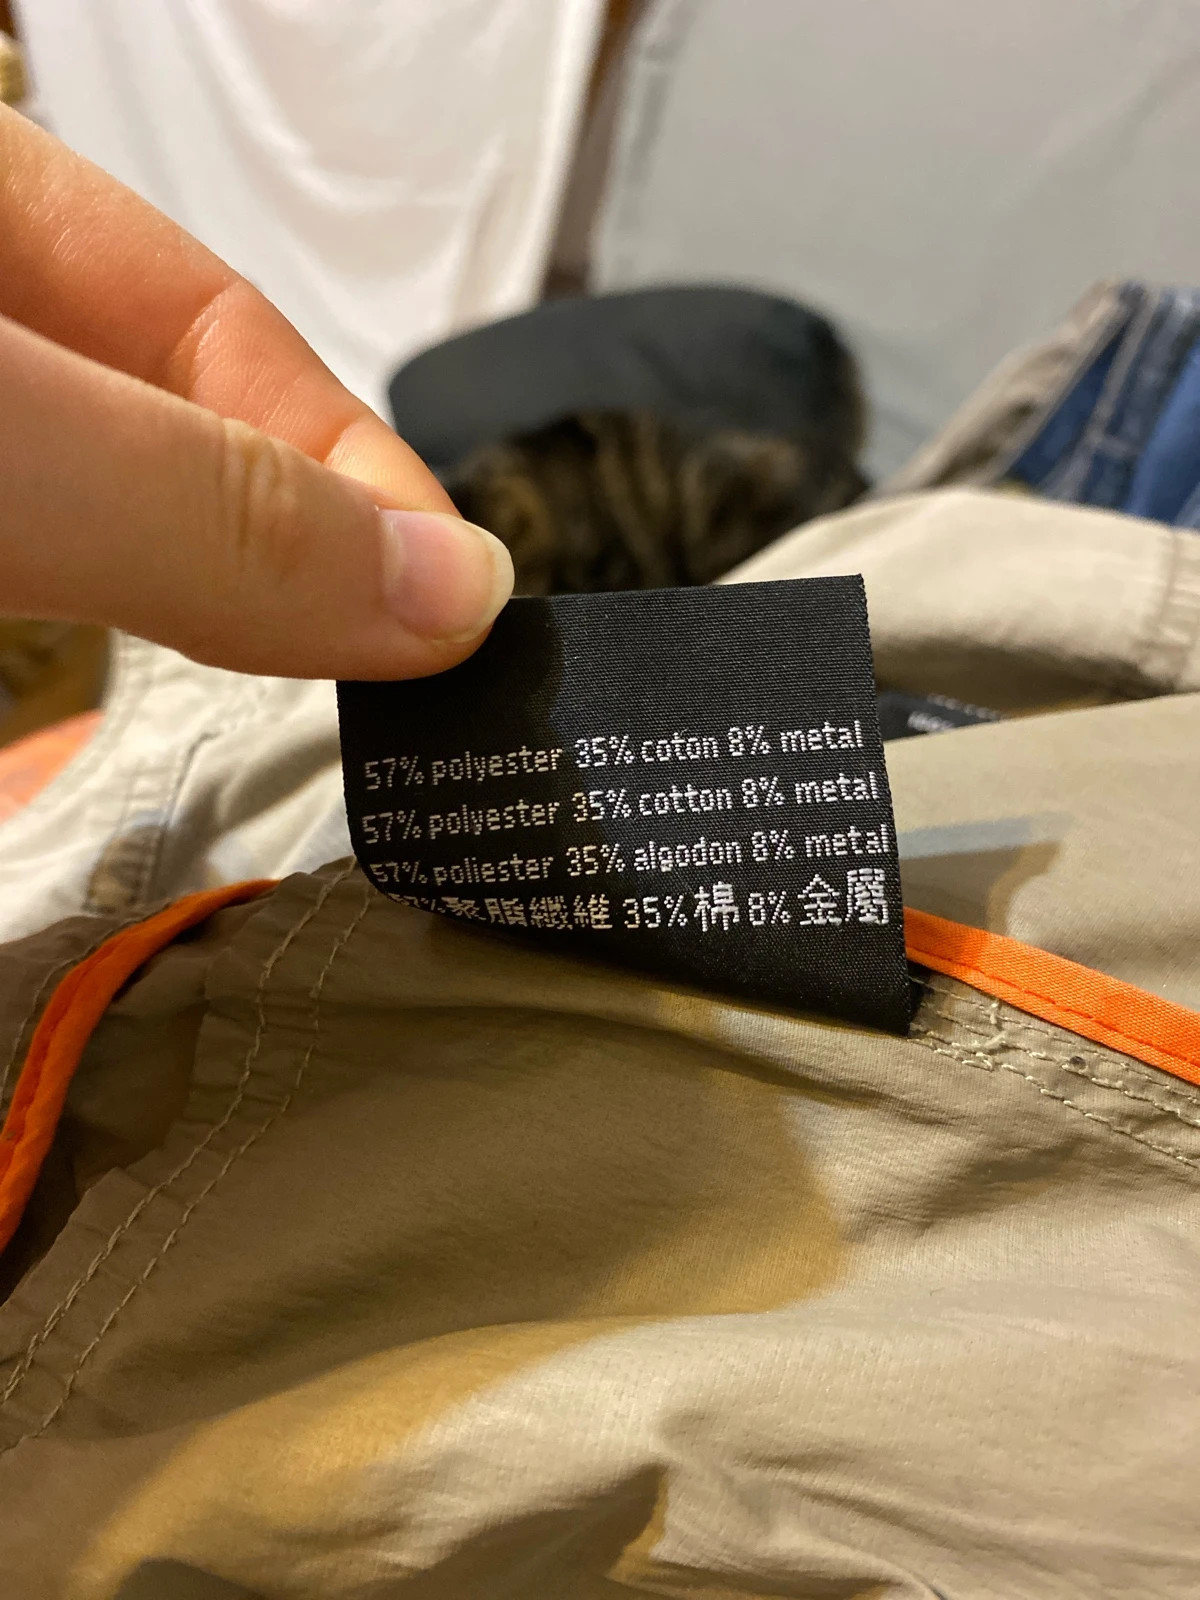 57% polyester 35% coton 8% metal
57% polyester 35% cotton 8% metal
57% poliester 35% algodon 8% metal
57%聚脂纖維 35%棉 8% 金屬